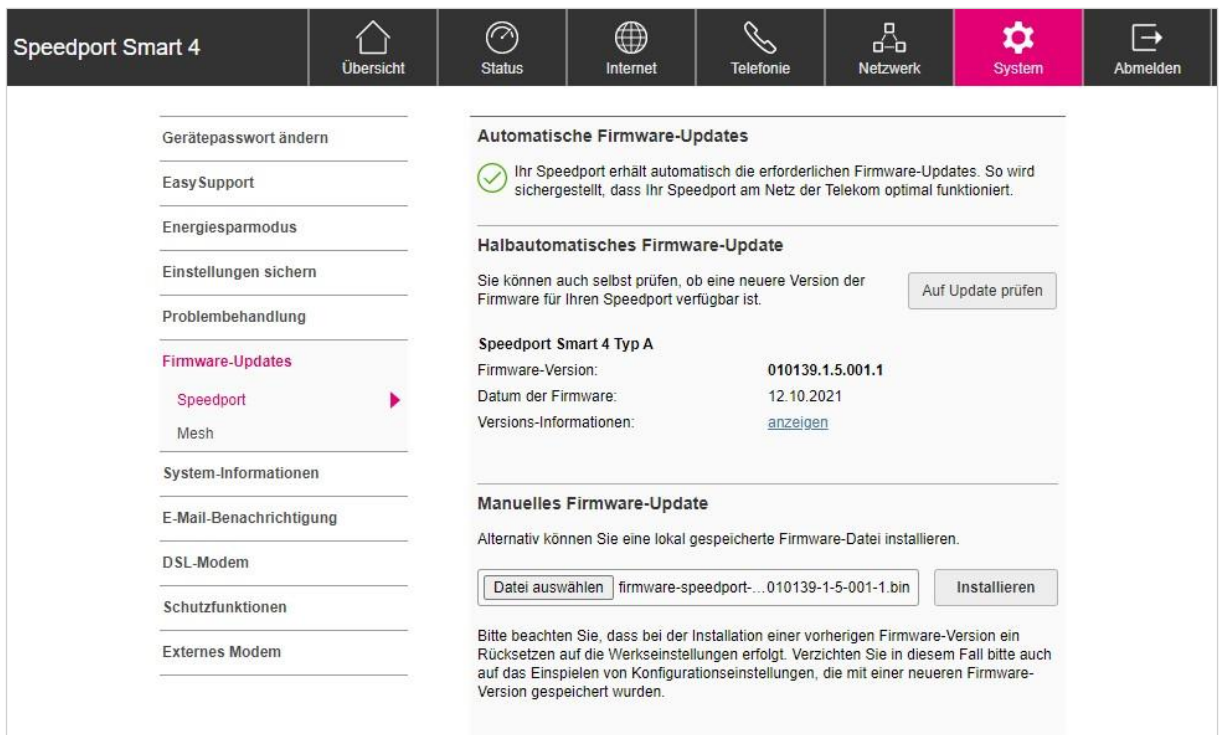 Speedport Smart 4
Übersicht
Status
Internet
Telefonie
Netzwerk
System
Abmelden
Gerätepasswort ändern
EasySupport
Energiesparmodus
Einstellungen sichern
Problembehandlung
Firmware-Updates
Speedport
Mesh
System-Informationen
E-Mail-Benachrichtigung
DSL-Modem
Schutzfunktionen
Externes Modem
Automatische Firmware-Updates
Ihr Speedport erhält automatisch die erforderlichen Firmware-Updates. So wird
sichergestellt, dass Ihr Speedport am Netz der Telekom optimal funktioniert.
Halbautomatisches Firmware-Update
Sie können auch selbst prüfen, ob eine neuere Version der
Firmware für Ihren Speedport verfügbar ist.
Auf Update prüfen
Speedport Smart 4 Typ A
Firmware-Version: 010139.1.5.001.1
Datum der Firmware: 12.10.2021
Versions-Informationen: anzeigen
Manuelles Firmware-Update
Alternativ können Sie eine lokal gespeicherte Firmware-Datei installieren.
Datei auswählen firmware-speedport-...010139-1-5-001-1.bin Installieren
Bitte beachten Sie, dass bei der Installation einer vorherigen Firmware-Version ein
Rücksetzen auf die Werkseinstellungen erfolgt. Verzichten Sie in diesem Fall bitte auch
auf das Einspielen von Konfigurationseinstellungen, die mit einer neueren Firmware-
Version gespeichert wurden.